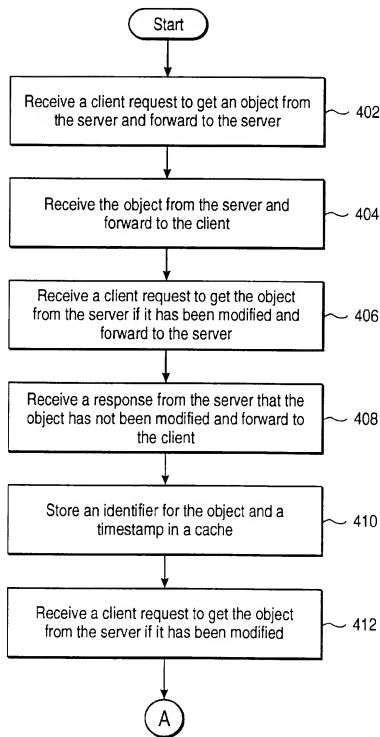 Start
Receive a client request to get an object from
the server and forward to the server
402
Receive the object from the server and
forward to the client
404
Receive a client request to get the object
from the server if it has been modified and
forward to the server
406
Receive a response from the server that the
object has not been modified and forward to
the client
408
Store an identifier for the object and a
timestamp in a cache
410
Receive a client request to get the object
from the server if it has been modified
412
A